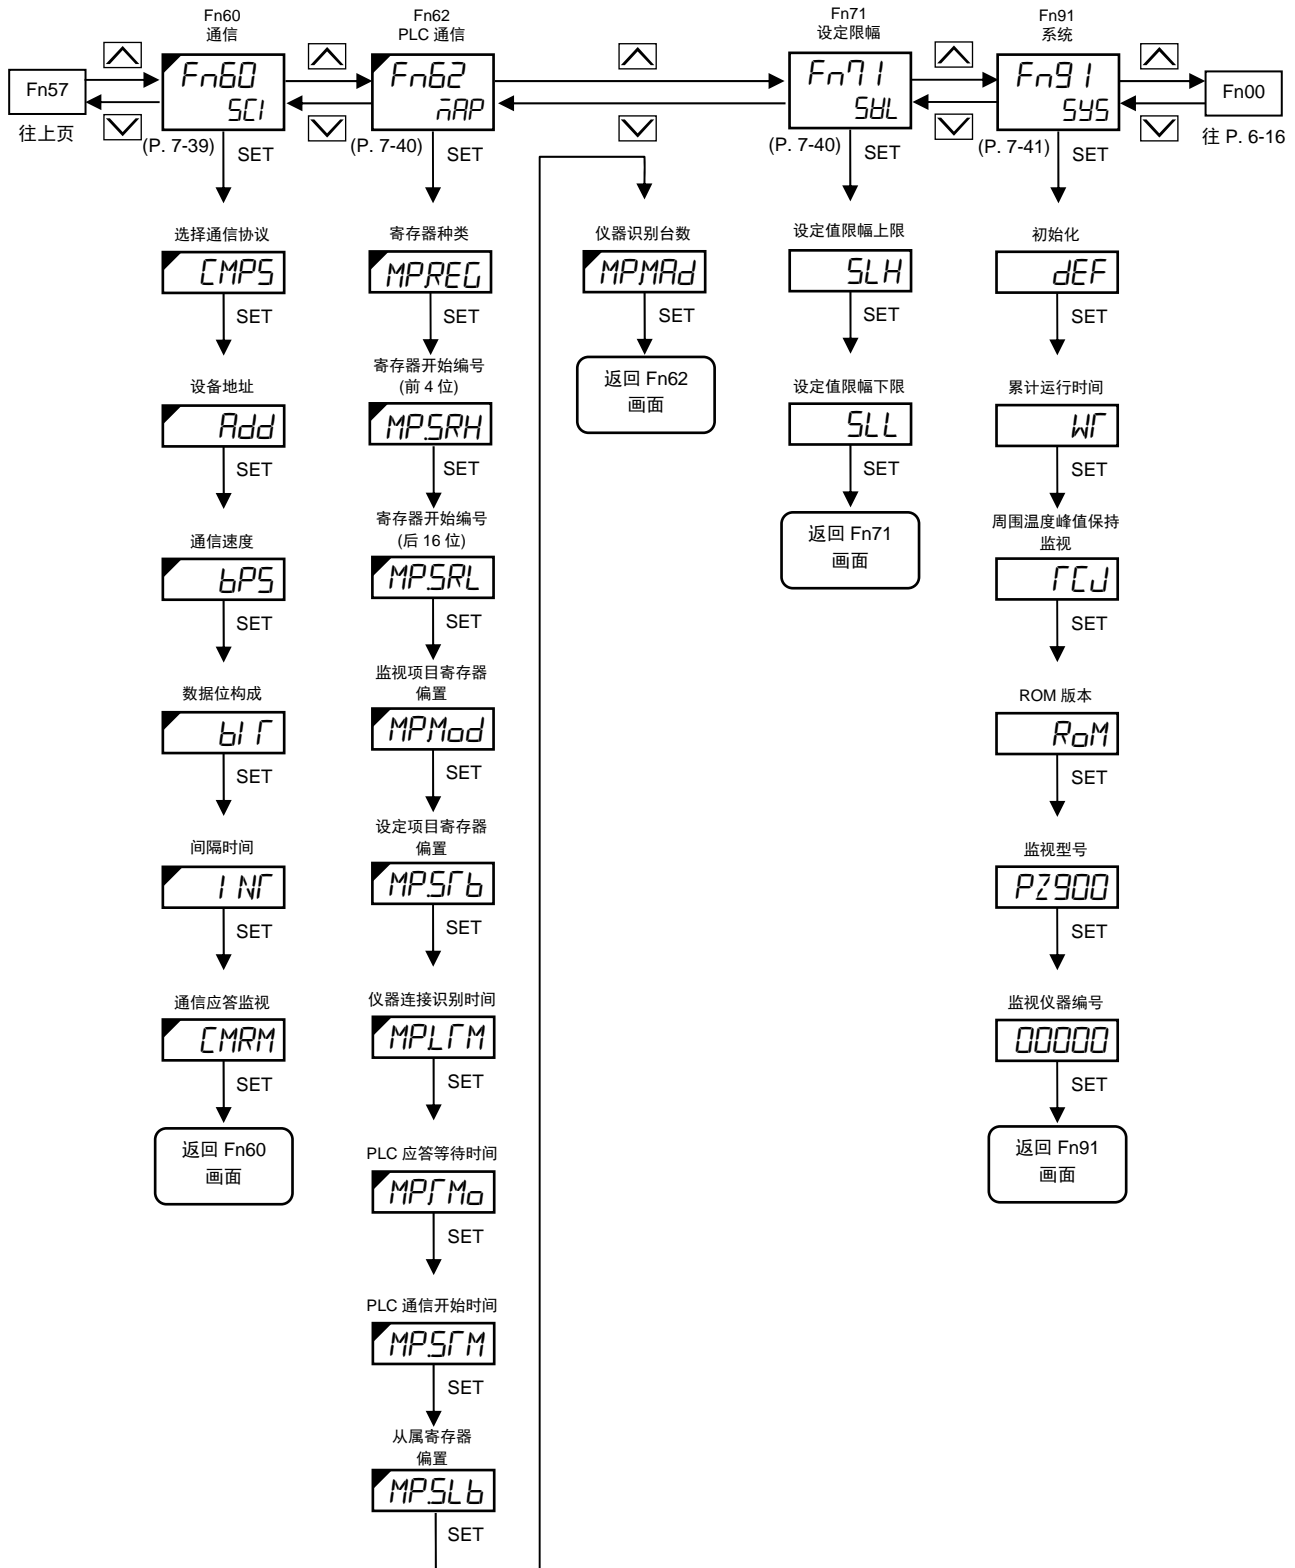 Fn60
通信
Fn62
PLC 通信
Fn71
设定限幅
Fn91
系统
Fn57
往上页
Fn60
SCI
(P. 7-39)
SET
Fn62
MAP
(P. 7-40)
SET
Fn71
SVL
(P. 7-40)
SET
Fn91
SYS
(P. 7-41)
SET
Fn00
往 P. 6-16
选择通信协议
CMPS
SET
设备地址
Add
SET
通信速度
bPS
SET
数据位构成
bIT
SET
间隔时间
INT
SET
通信应答监视
CMRM
SET
返回 Fn60
画面
寄存器种类
MP.REG
SET
寄存器开始编号
(前 4 位)
MP.SRH
SET
寄存器开始编号
(后 16 位)
MP.SRL
SET
监视项目寄存器
偏置
MP.Mod
SET
设定项目寄存器
偏置
MP.STb
SET
仪器连接识别时间
MP.LTM
SET
PLC 应答等待时间
MP.TMo
SET
PLC 通信开始时间
MP.STM
SET
从属寄存器
偏置
MP.SLb
SET
仪器识别台数
MP.MAd
SET
返回 Fn62
画面
设定值限幅上限
SLH
SET
设定值限幅下限
SLL
SET
返回 Fn71
画面
初始化
dEF
SET
累计运行时间
WT
SET
周围温度峰值保持
监视
TCJ
SET
ROM 版本
RoM
SET
监视型号
PZ900
SET
监视仪器编号
00000
SET
返回 Fn91
画面